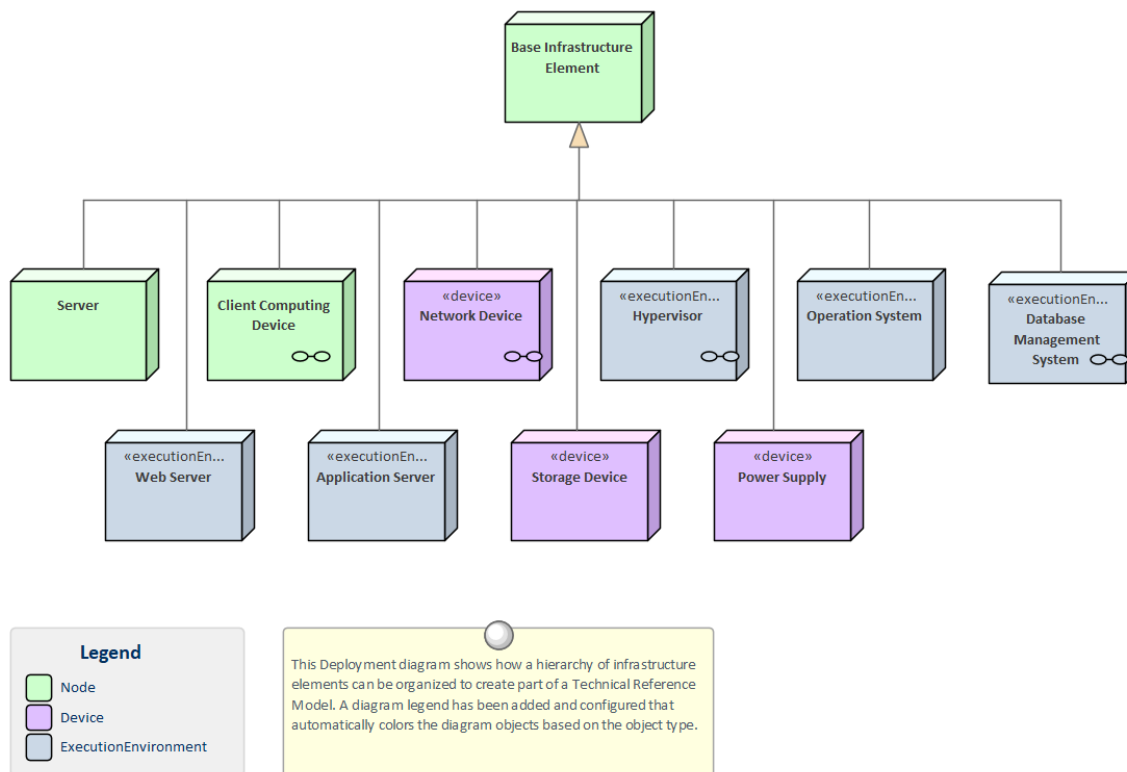 Base Infrastructure
Element
Server
Client Computing
Device
«device»
Network Device
«executionEn...
Hypervisor
«executionEn...
Operation System
«executionEn...
Database
Management
System
«executionEn...
Web Server
«executionEn...
Application Server
«device»
Storage Device
«device»
Power Supply
Legend
Node
Device
ExecutionEnvironment
This Deployment diagram shows how a hierarchy of infrastructure
elements can be organized to create part of a Technical Reference
Model. A diagram legend has been added and configured that
automatically colors the diagram objects based on the object type.